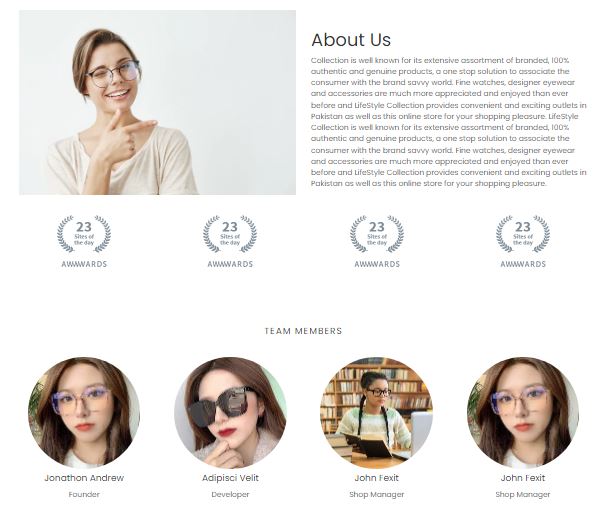 About Us
Collection is well known for its extensive assortment of branded, 100%
authentic and genuine products, a one stop solution to associate the
consumer with the brand savvy world. Fine watches, designer eyewear
and accessories are much more appreciated and enjoyed than ever
before and LifeStyle Collection provides convenient and exciting outlets in
Pakistan as well as this online store for your shopping pleasure. LifeStyle
Collection is well known for its extensive assortment of branded, 100%
authentic and genuine products, a one stop solution to associate the
consumer with the brand savvy world. Fine watches, designer eyewear
and accessories are much more appreciated and enjoyed than ever
before and LifeStyle Collection provides convenient and exciting outlets in
Pakistan as well as this online store for your shopping pleasure.
23
Sites of
the day
AWWWARDS
23
Sites of
the day
AWWWARDS
23
Sites of
the day
AWWWARDS
23
Sites of
the day
AWWWARDS
TEAM MEMBERS
Jonathon Andrew
Founder
Adipisci Velit
Developer
John Fexit
Shop Manager
John Fexit
Shop Manager